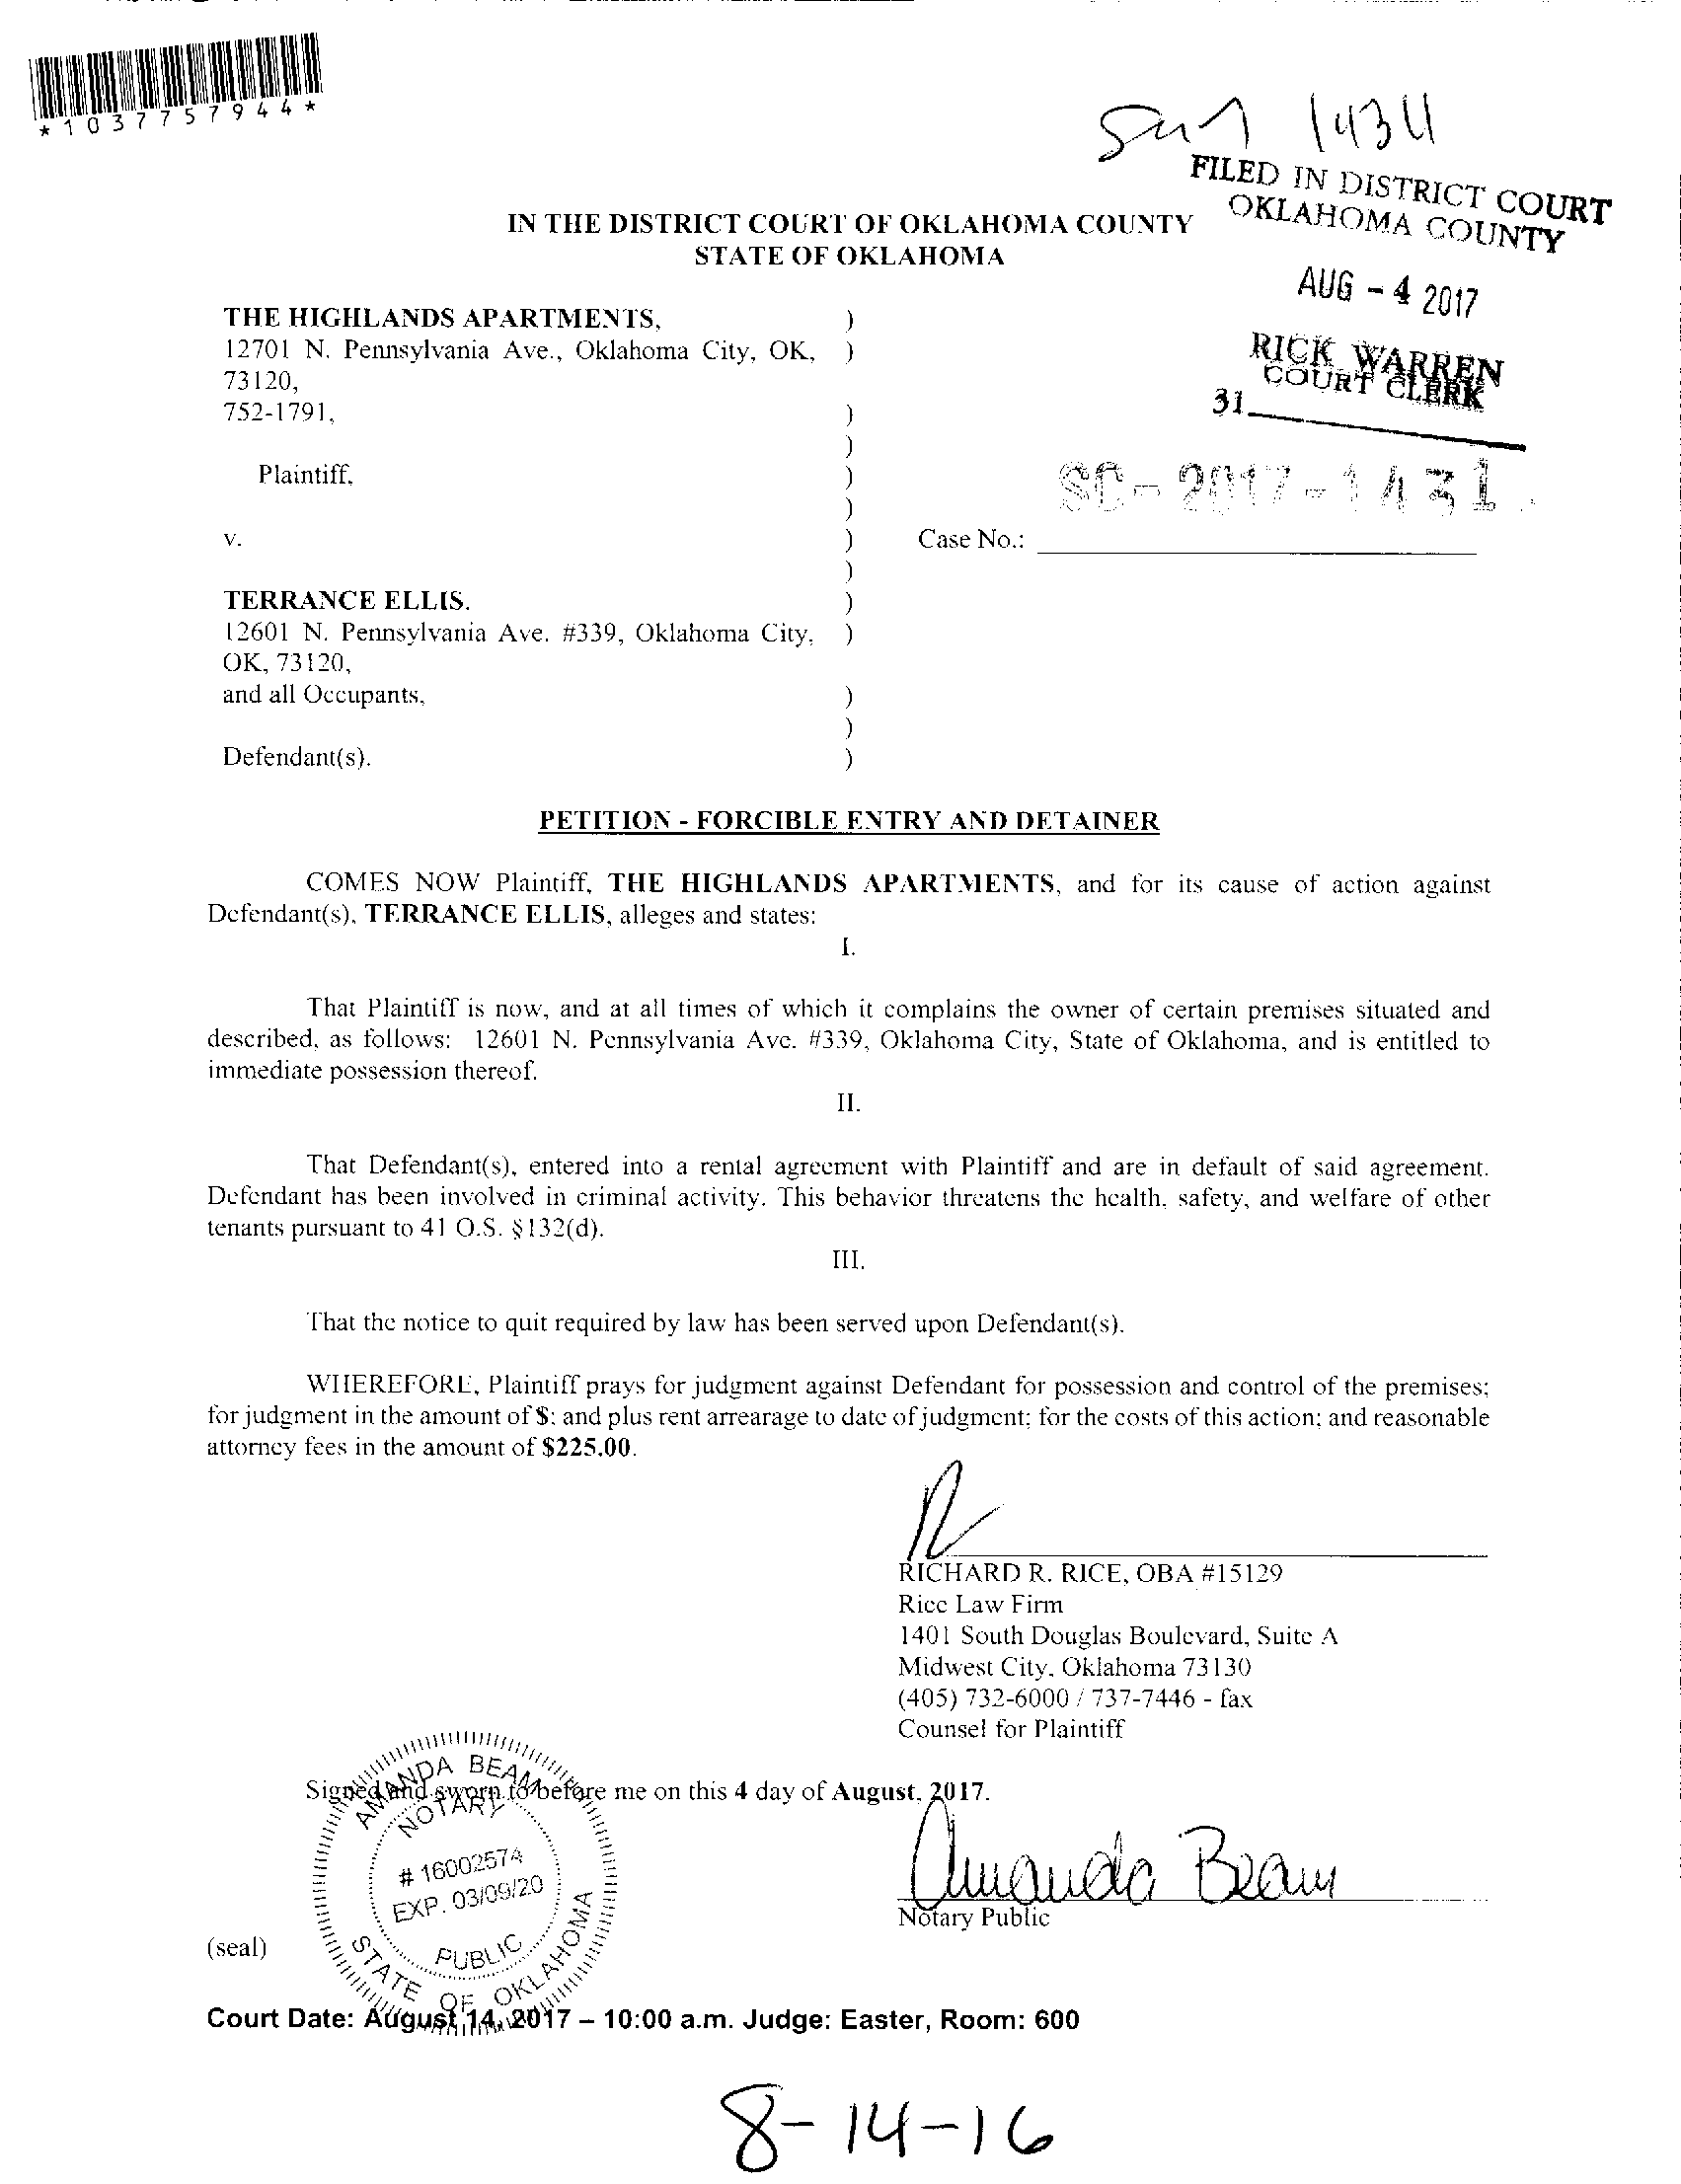 *1037757944*
1431
FILED IN DISTRICT COURT
OKLAHOMA COUNTY
AUG - 4 2017
RICK WARREN
COURT CLERK
31
IN THE DISTRICT COURT OF OKLAHOMA COUNTY
STATE OF OKLAHOMA
THE HIGHLANDS APARTMENTS, )
12701 N. Pennsylvania Ave., Oklahoma City, OK, )
73120,
752-1791, )
)
Plaintiff, )
)
SC-2017-1431
v. ) Case No.:
)
TERRANCE ELLIS. )
12601 N. Pennsylvania Ave. #339, Oklahoma City, )
OK, 73120,
and all Occupants, )
)
Defendant(s). )
PETITION - FORCIBLE ENTRY AND DETAINER
COMES NOW Plaintiff, THE HIGHLANDS APARTMENTS, and for its cause of action against
Defendant(s), TERRANCE ELLIS, alleges and states:
I.
That Plaintiff is now, and at all times of which it complains the owner of certain premises situated and
described, as follows: 12601 N. Pennsylvania Ave. #339, Oklahoma City, State of Oklahoma, and is entitled to
immediate possession thereof.
II.
That Defendant(s), entered into a rental agreement with Plaintiff and are in default of said agreement.
Defendant has been involved in criminal activity. This behavior threatens the health, safety, and welfare of other
tenants pursuant to 41 O.S. §132(d).
III.
That the notice to quit required by law has been served upon Defendant(s).
WHEREFORE, Plaintiff prays for judgment against Defendant for possession and control of the premises;
for judgment in the amount of $; and plus rent arrearage to date of judgment; for the costs of this action; and reasonable
attorney fees in the amount of $225.00.
RICHARD R. RICE, OBA #15129
Rice Law Firm
1401 South Douglas Boulevard, Suite A
Midwest City, Oklahoma 73130
(405) 732-6000 / 737-7446 - fax
Counsel for Plaintiff
Signed and sworn to before me on this 4 day of August, 2017.
AMANDA BEAM
NOTARY
# 16002574
EXP. 03/09/20
PUBLIC
STATE OF OKLAHOMA
Amanda Beam
Notary Public
(seal)
Court Date: August 14, 2017 – 10:00 a.m. Judge: Easter, Room: 600
8-14-16